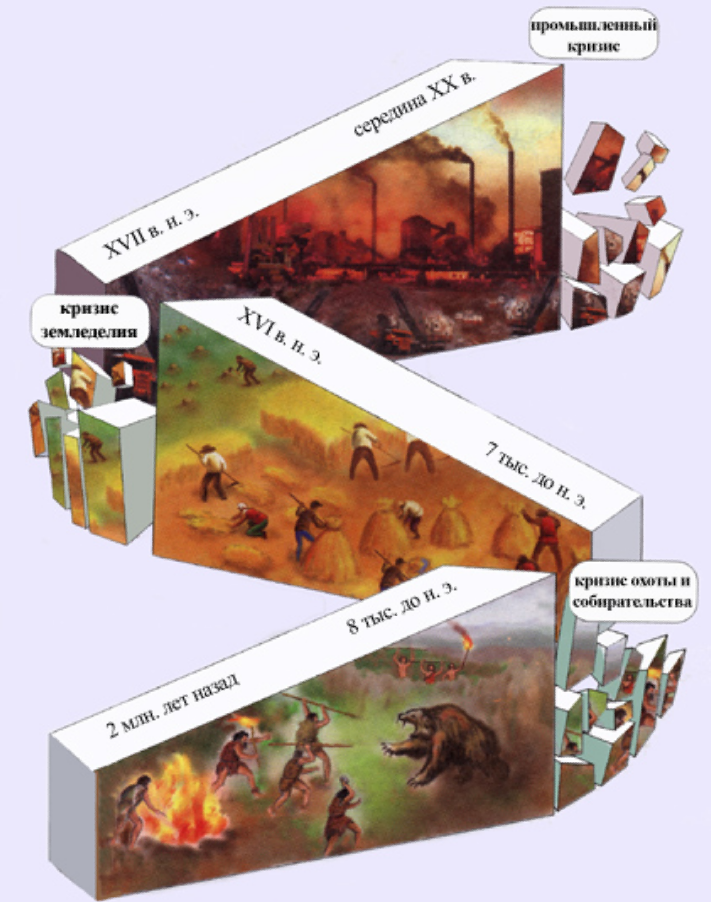 промышленный
кризис
середина XX в.
XVII в. н. э.
кризис
земледелия
XVI в. н. э.
7 тыс. до н. э.
кризис охоты и
собирательства
8 тыс. до н. э.
2 млн. лет назад